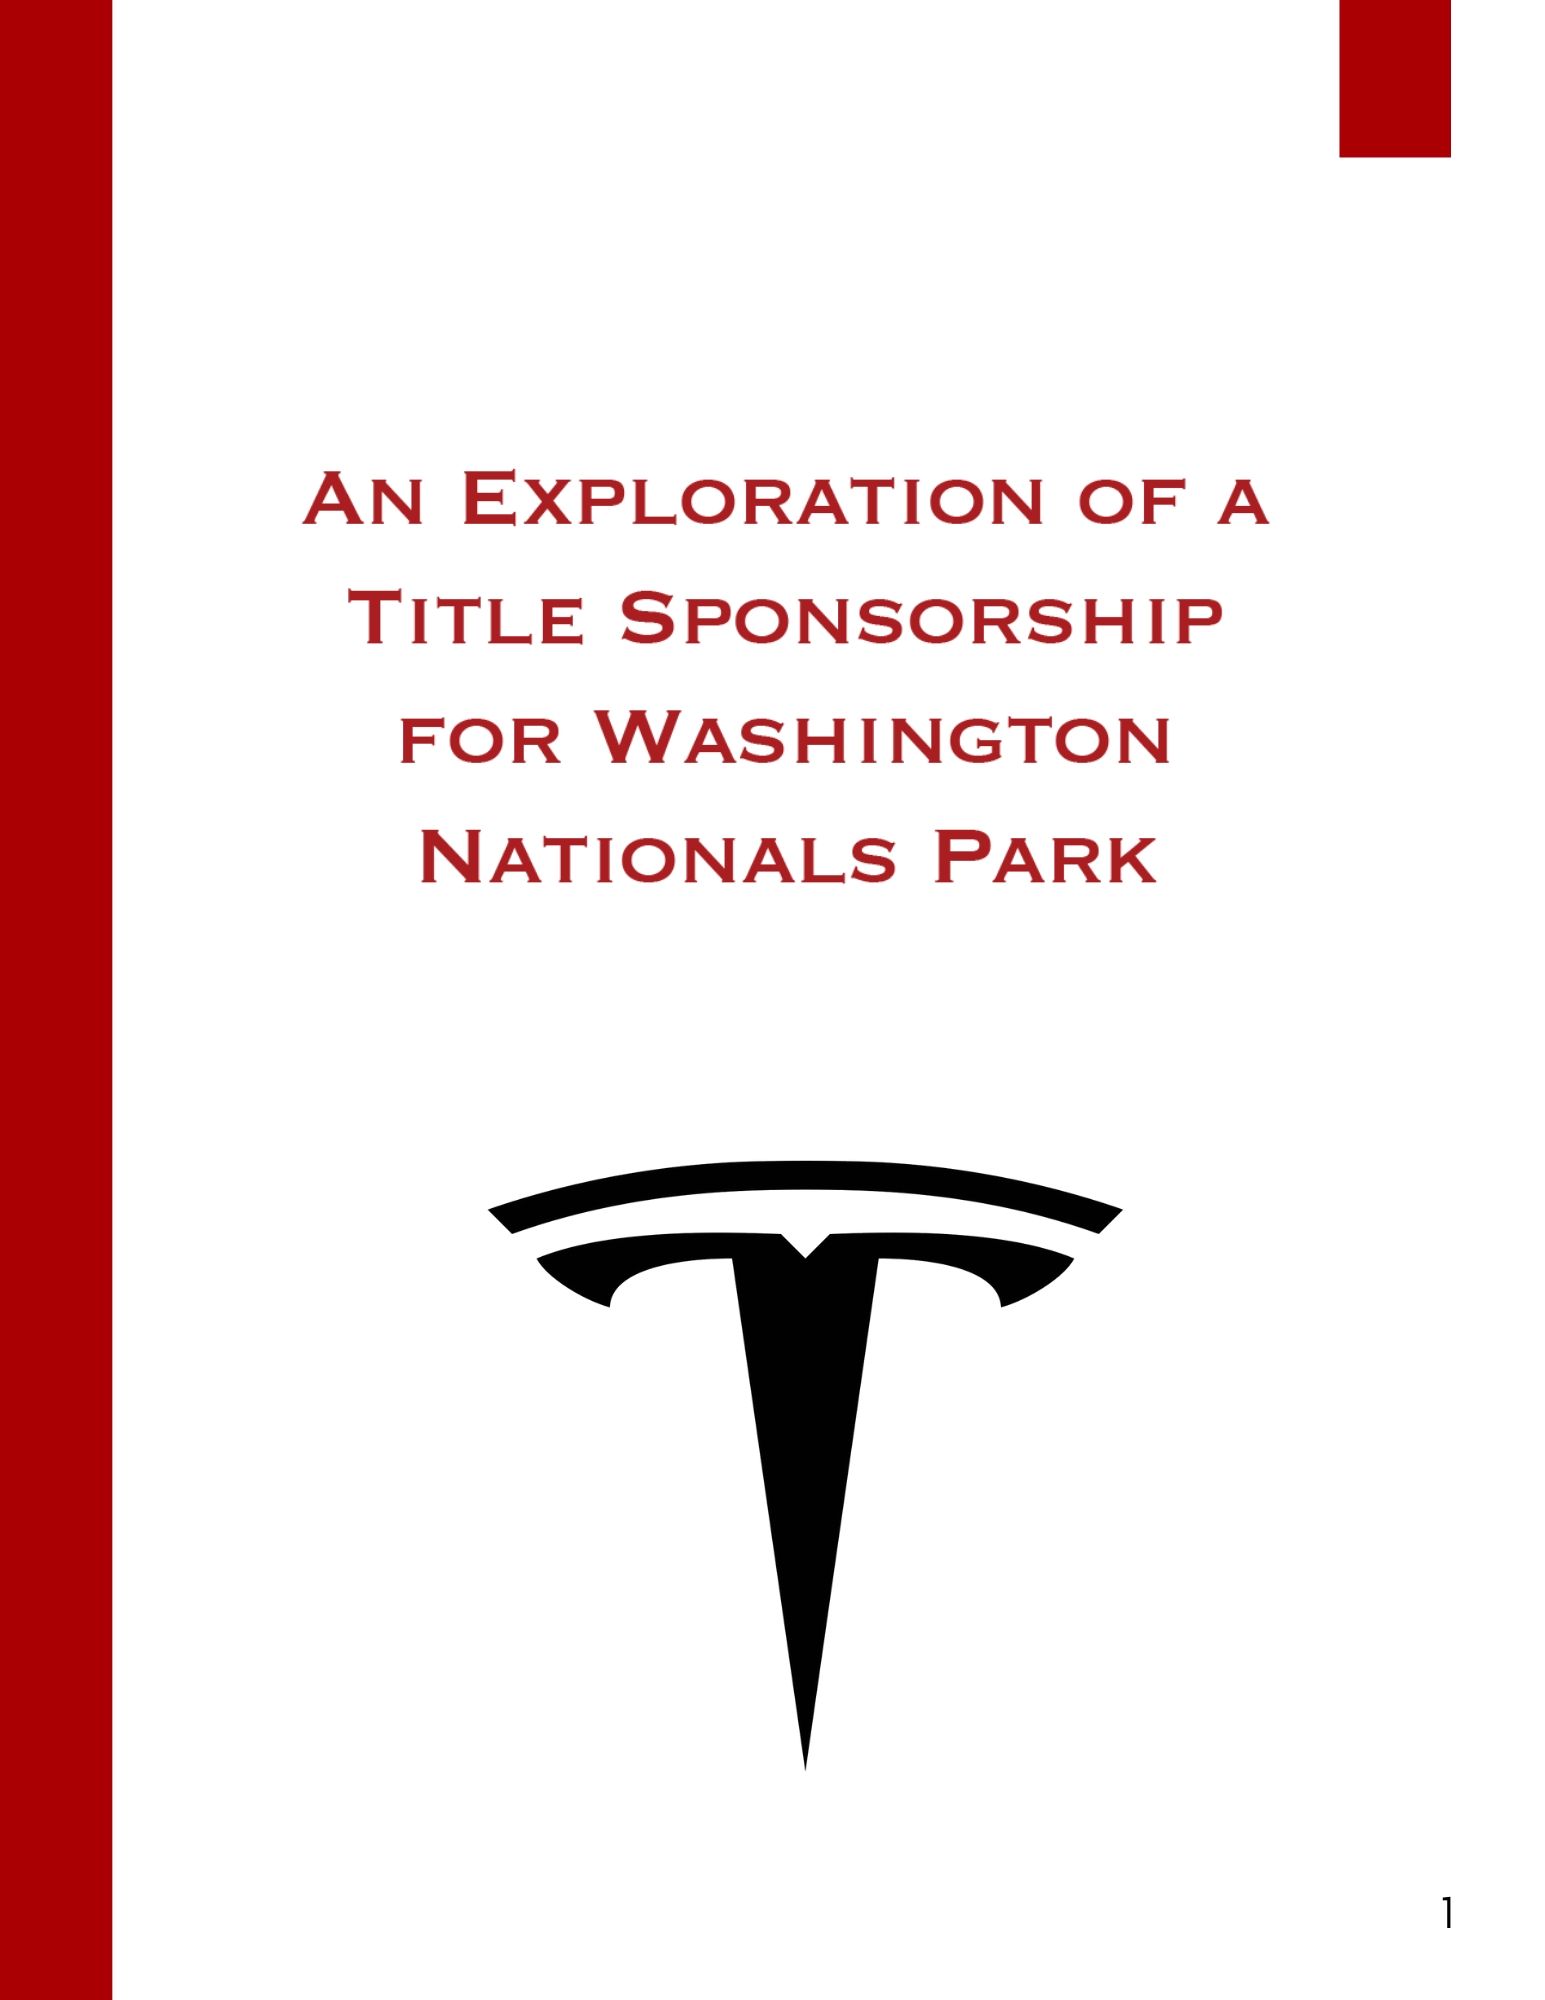 An Exploration of a
Title Sponsorship
for Washington
Nationals Park
1